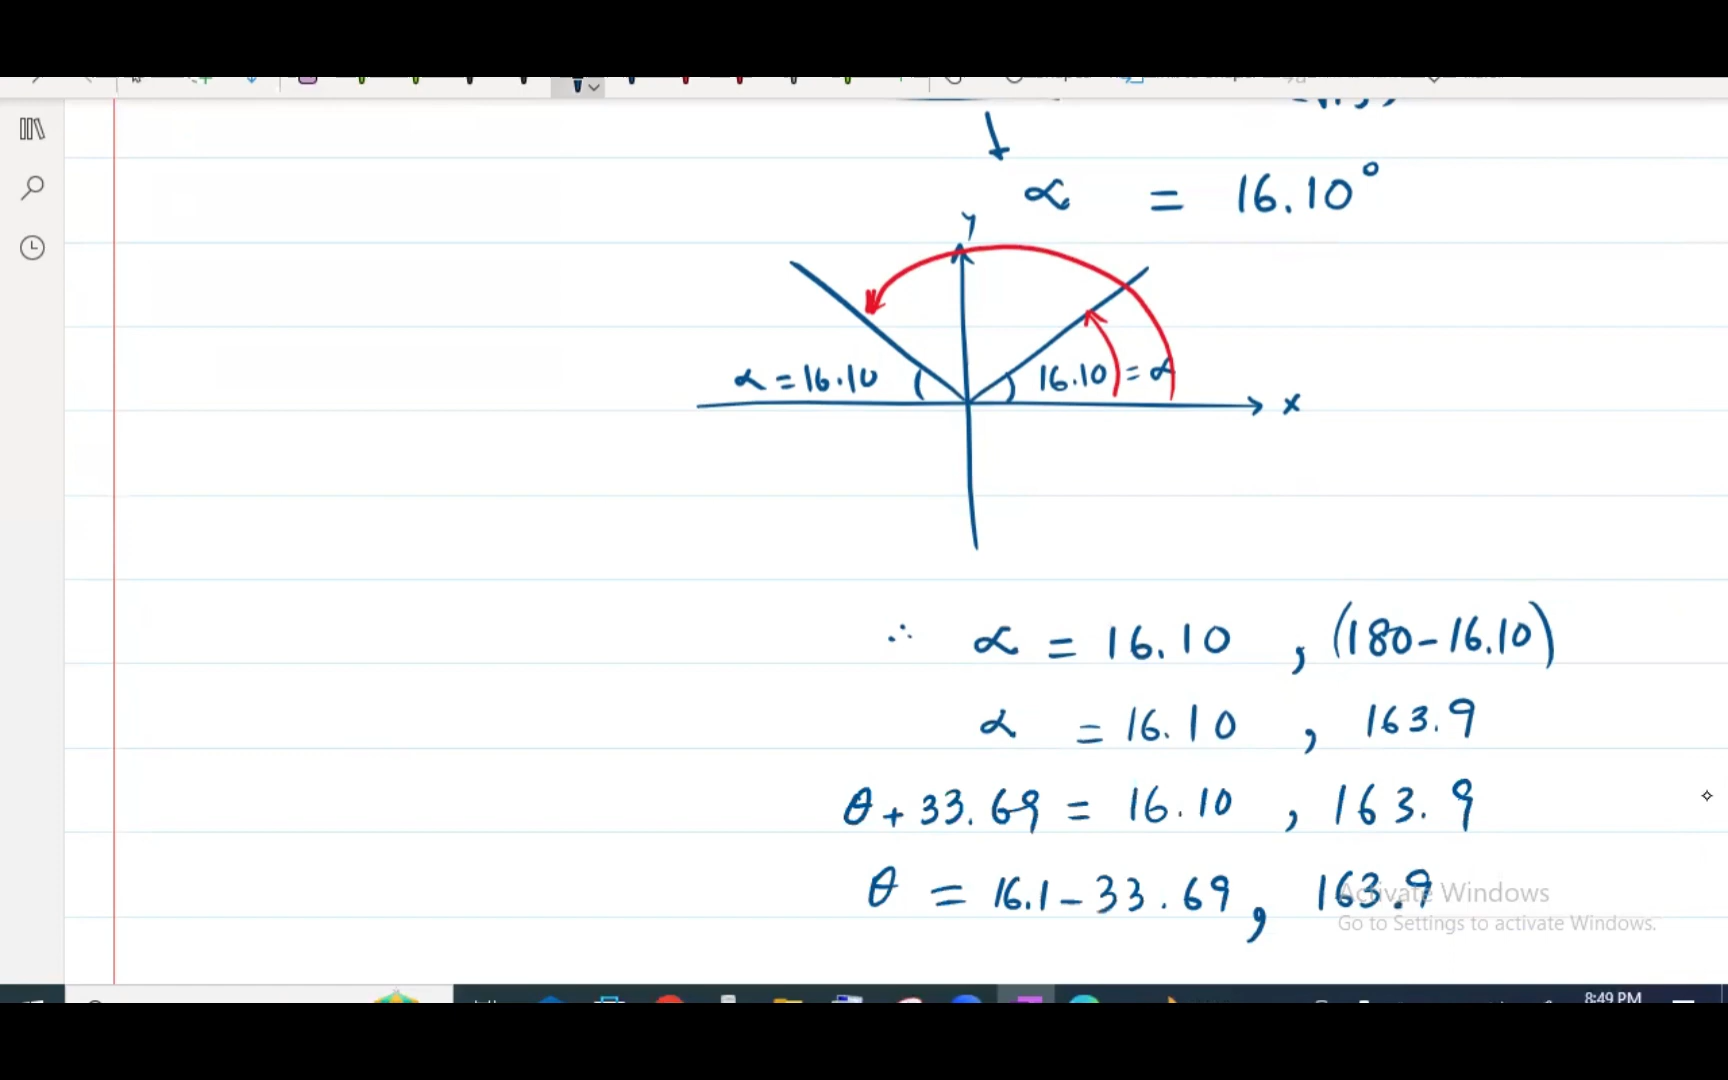 α = 16.10°
y
α = 16.10
16.10 = α
x
∴ α = 16.10 , (180-16.10)
α = 16.10 , 163.9
θ + 33.69 = 16.10 , 163.9
θ = 16.1 - 33.69 , 163.9
Activate Windows
Go to Settings to activate Windows.
8:49 PM